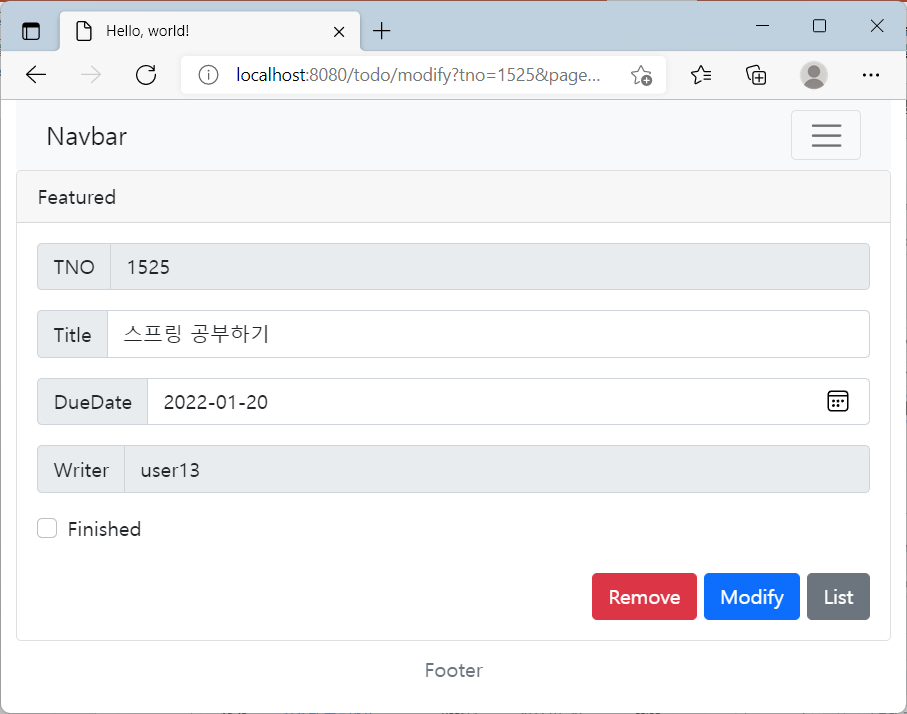 Hello, world!
localhost:8080/todo/modify?tno=1525&page...
Navbar
Featured
TNO 1525
Title 스프링 공부하기
DueDate 2022-01-20
Writer user13
Finished
Remove Modify List
Footer